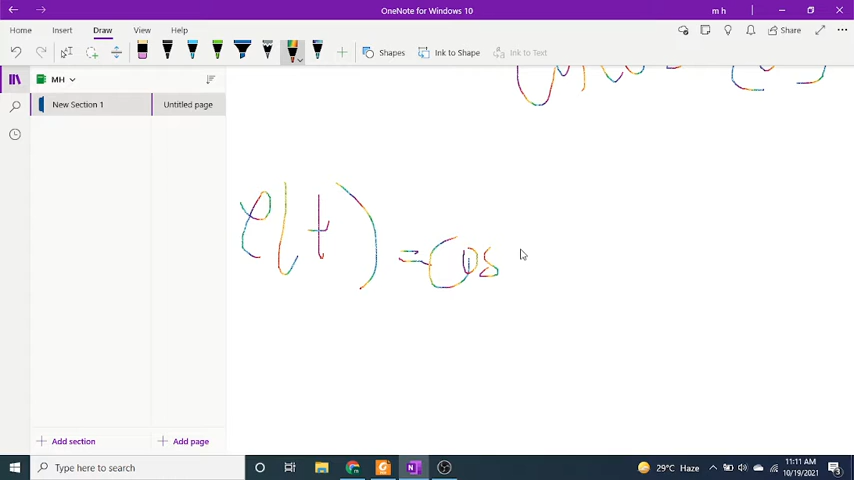 OneNote for Windows 10
m h
Home Insert Draw View Help
Share
Shapes Ink to Shape Ink to Text
MH
New Section 1 Untitled page
e(t) = Cos
Add section Add page
Type here to search
29°C Haze
11:11 AM
10/19/2021
3